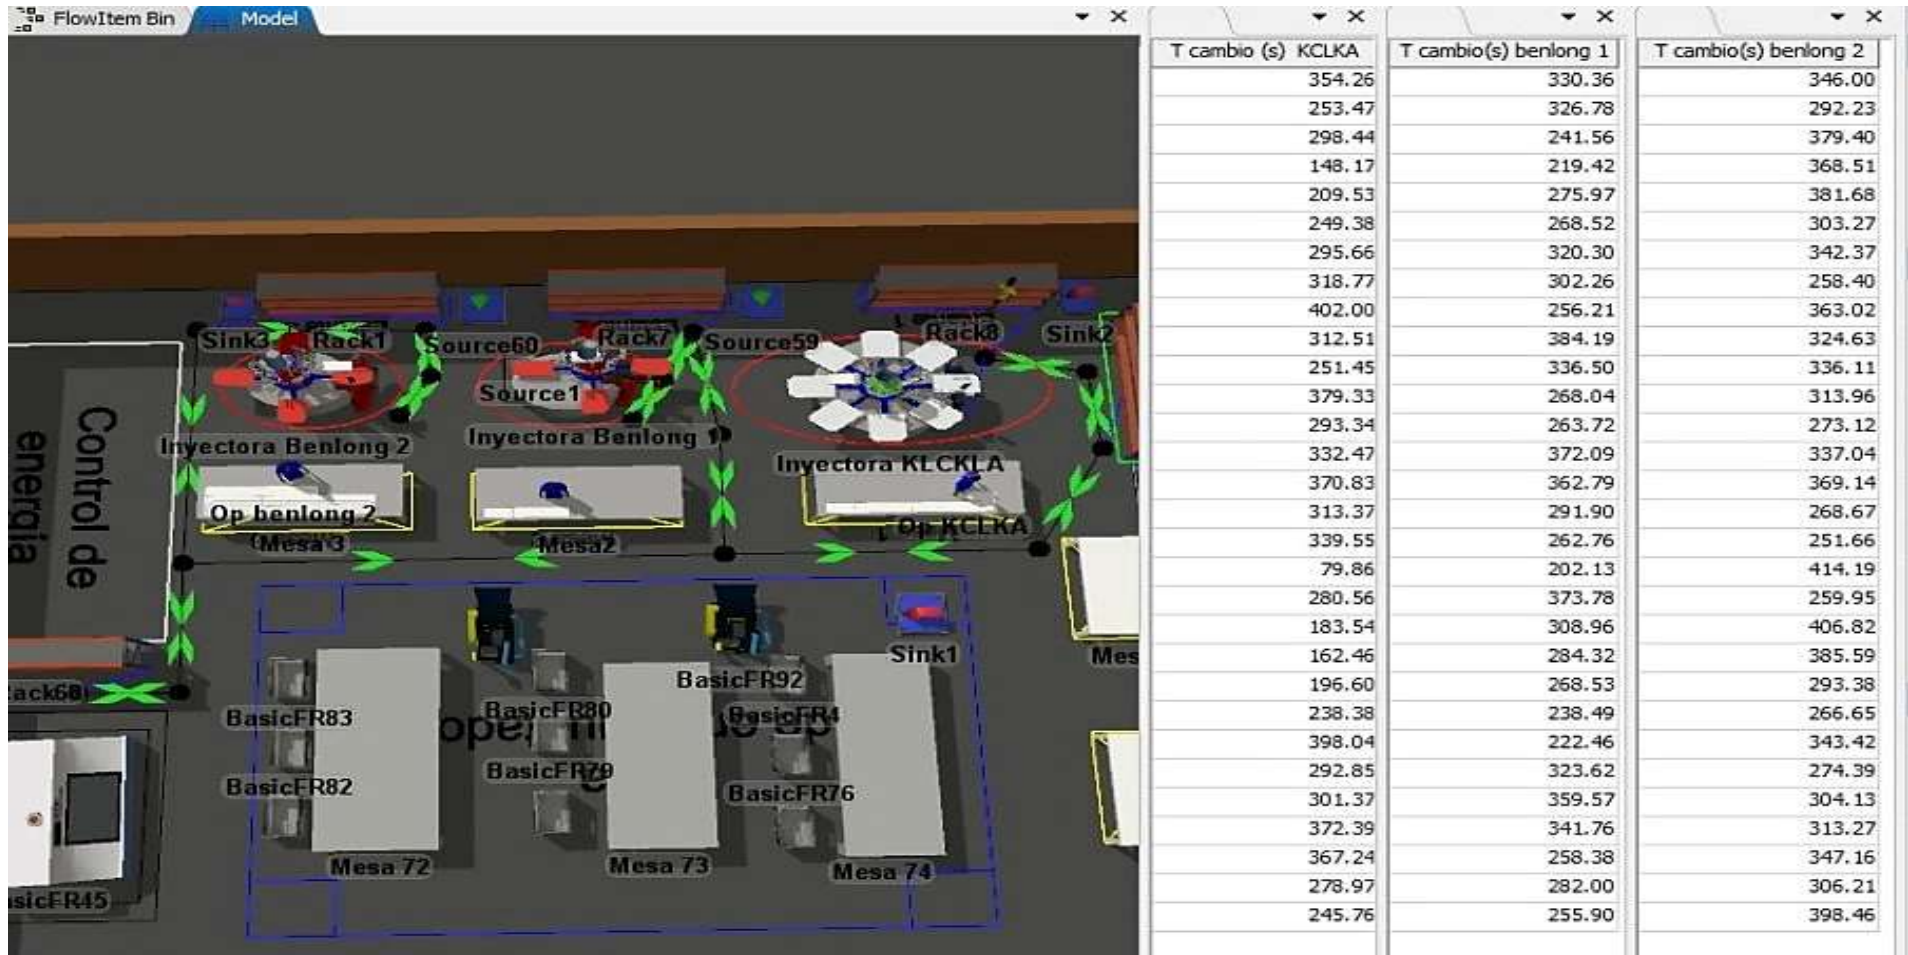 FlowItem Bin
Model
Sink3
Rack1
Source60
Rack7
Source59
Rack8
Sink2
Source1
Inyectora Benlong 2
Inyectora Benlong 1
Inyectora KLCKLA
Control de
energia
Op benlong 2
Mesa 3
Mesa2
Op KCLKA
Sink1
Mes
BasicFR92
BasicFR83
BasicFR80
BasicFR4
BasicFR82
BasicFR79
BasicFR76
Mesa 72
Mesa 73
Mesa 74
sicFR45
T cambio (s) KCLKA
354.26
253.47
298.44
148.17
209.53
249.38
295.66
318.77
402.00
312.51
251.45
379.33
293.34
332.47
370.83
313.37
339.55
79.86
280.56
183.54
162.46
196.60
238.38
398.04
292.85
301.37
372.39
367.24
278.97
245.76
T cambio(s) benlong 1
330.36
326.78
241.56
219.42
275.97
268.52
320.30
302.26
256.21
384.19
336.50
268.04
263.72
372.09
362.79
291.90
262.76
202.13
373.78
308.96
284.32
268.53
238.49
222.46
323.62
359.57
341.76
258.38
282.00
255.90
T cambio(s) benlong 2
346.00
292.23
379.40
368.51
381.68
303.27
342.37
258.40
363.02
324.63
336.11
313.96
273.12
337.04
369.14
268.67
251.66
414.19
259.95
406.82
385.59
293.38
266.65
343.42
274.39
304.13
313.27
347.16
306.21
398.46